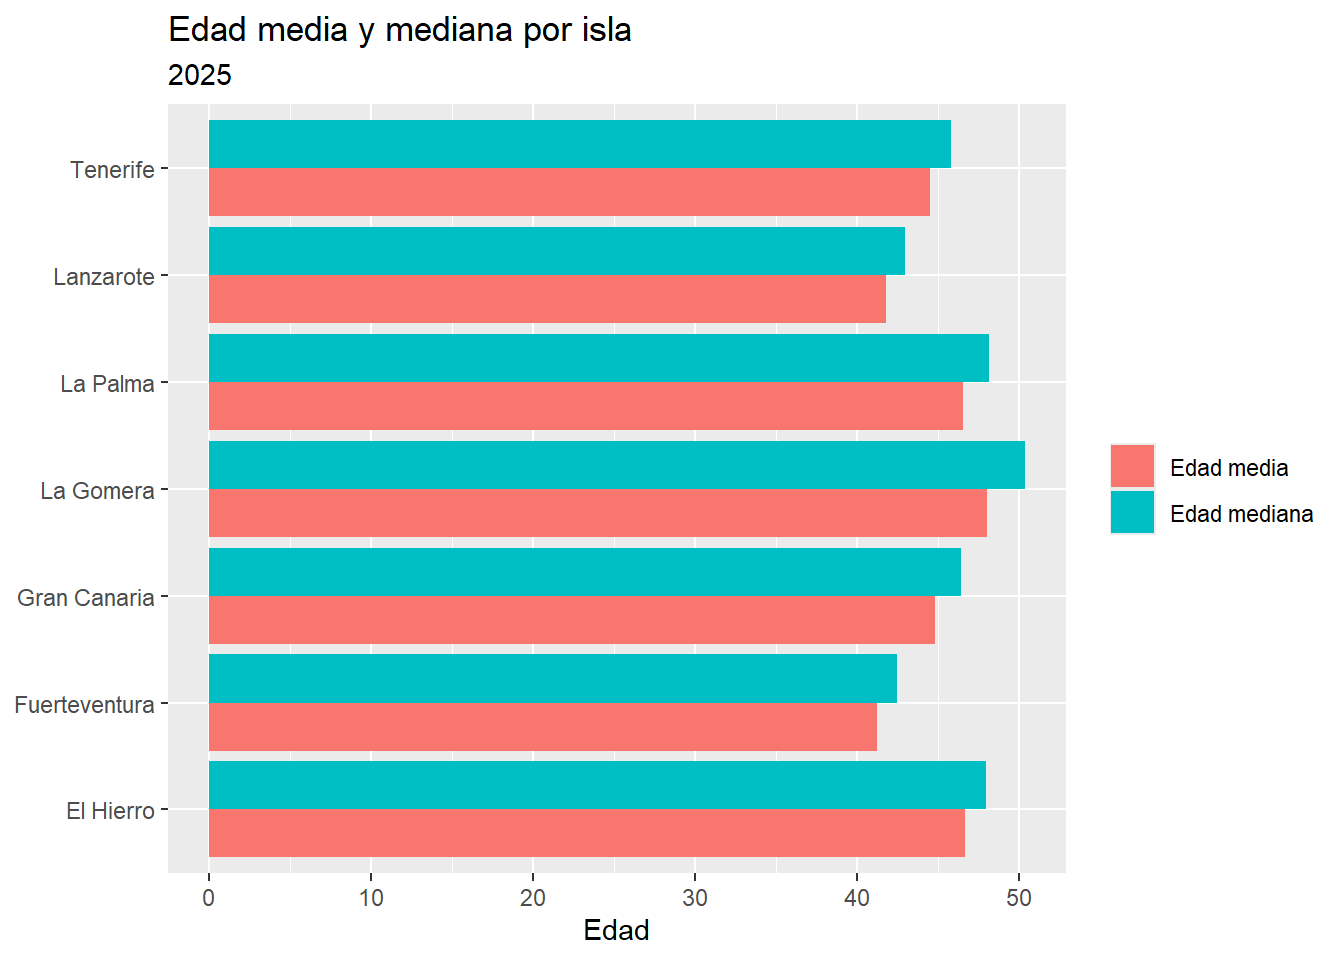 Edad media y mediana por isla
2025
Tenerife
Lanzarote
La Palma
La Gomera
Gran Canaria
Fuerteventura
El Hierro
0 10 20 30 40 50
Edad
Edad media
Edad mediana